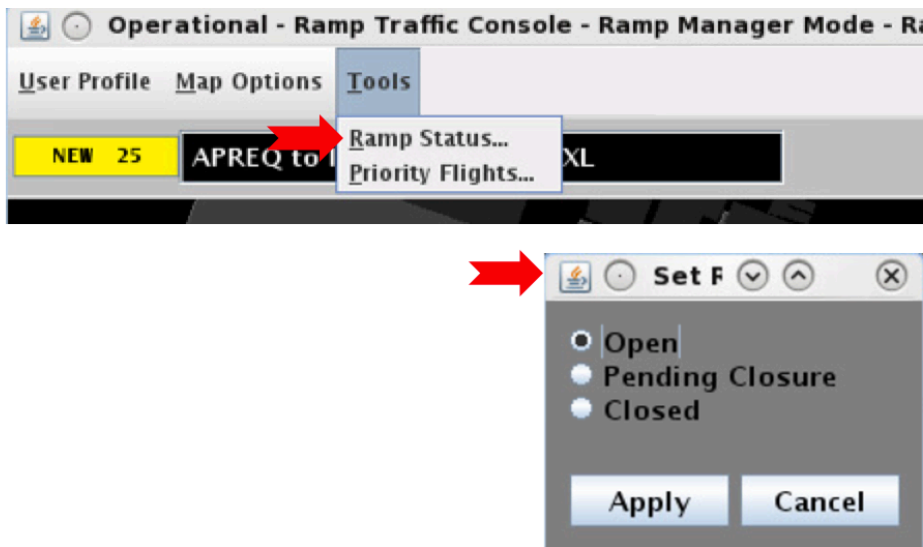 Operational - Ramp Traffic Console - Ramp Manager Mode -
User Profile Map Options Tools
Ramp Status...
Priority Flights...
NEW 25 APREQ to XL
Set
Open
Pending Closure
Closed
Apply Cancel